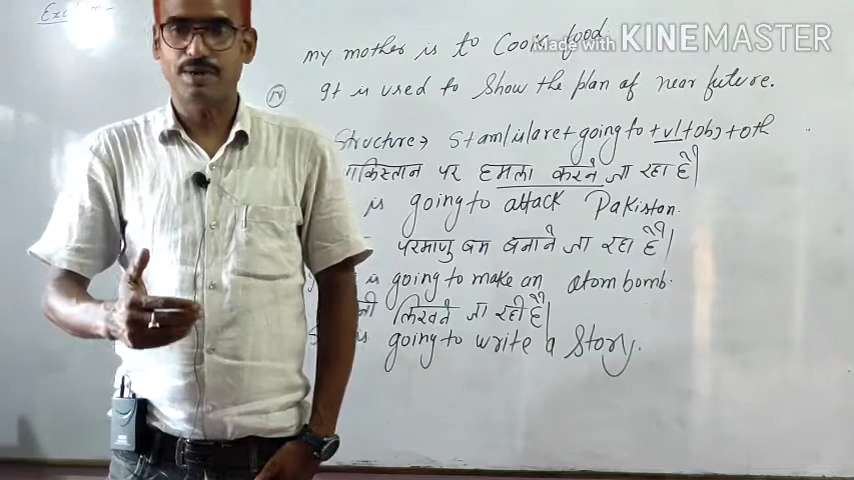 my mother is to Cook food
Made with KINEMASTER
It is used to Show the plan of near future.
Structure → S+am/is/are+going to+v1+obj+oth
पाकिस्तान पर हमला करने जा रहा है।
is going to attack Pakistan.
परमाणु बम बनाने जा रहा है।
is going to make an atom bomb.
लिखने जा रही है।
is going to write a Story.